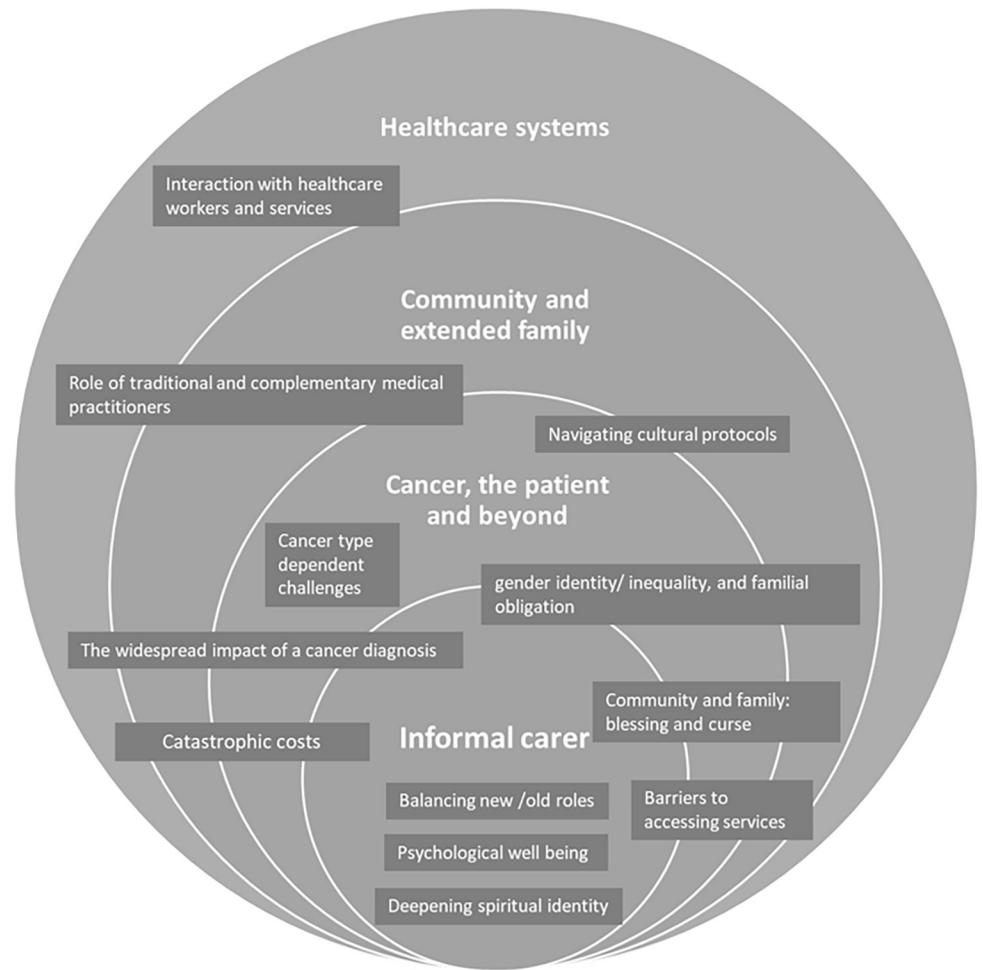 Healthcare systems
Interaction with healthcare
workers and services
Community and
extended family
Role of traditional and complementary medical
practitioners
Navigating cultural protocols
Cancer, the patient
and beyond
Cancer type
dependent
challenges
gender identity/ inequality, and familial
obligation
The widespread impact of a cancer diagnosis
Community and family:
blessing and curse
Catastrophic costs
Informal carer
Balancing new /old roles
Barriers to
accessing services
Psychological well being
Deepening spiritual identity